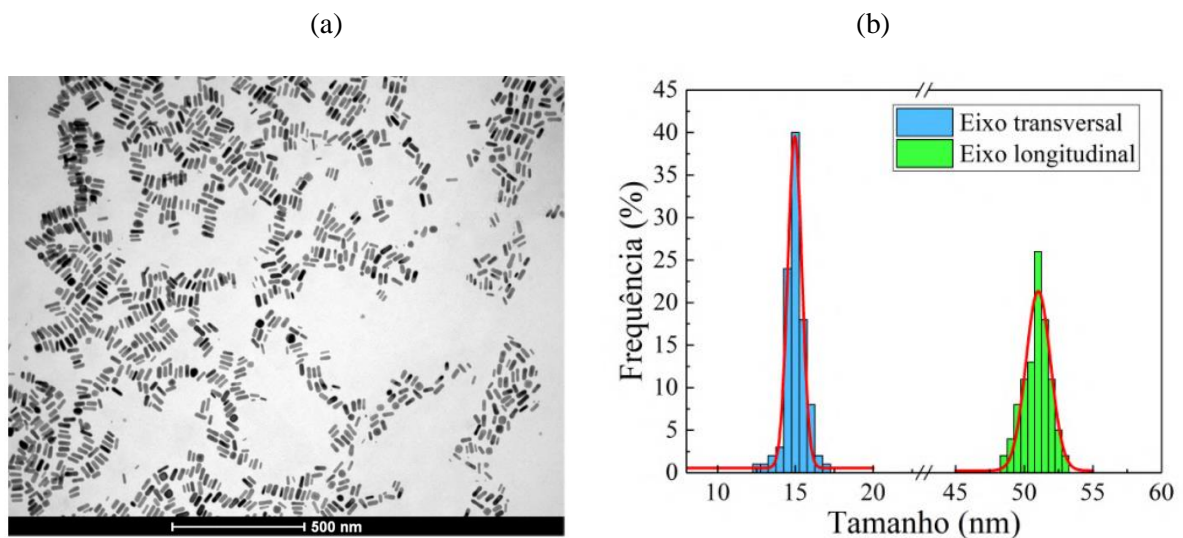 (a)
(b)
500 nm
45
40
35
30
25
20
15
10
5
0
Frequência (%)
Eixo transversal
Eixo longitudinal
10 15 20 45 50 55 60
Tamanho (nm)